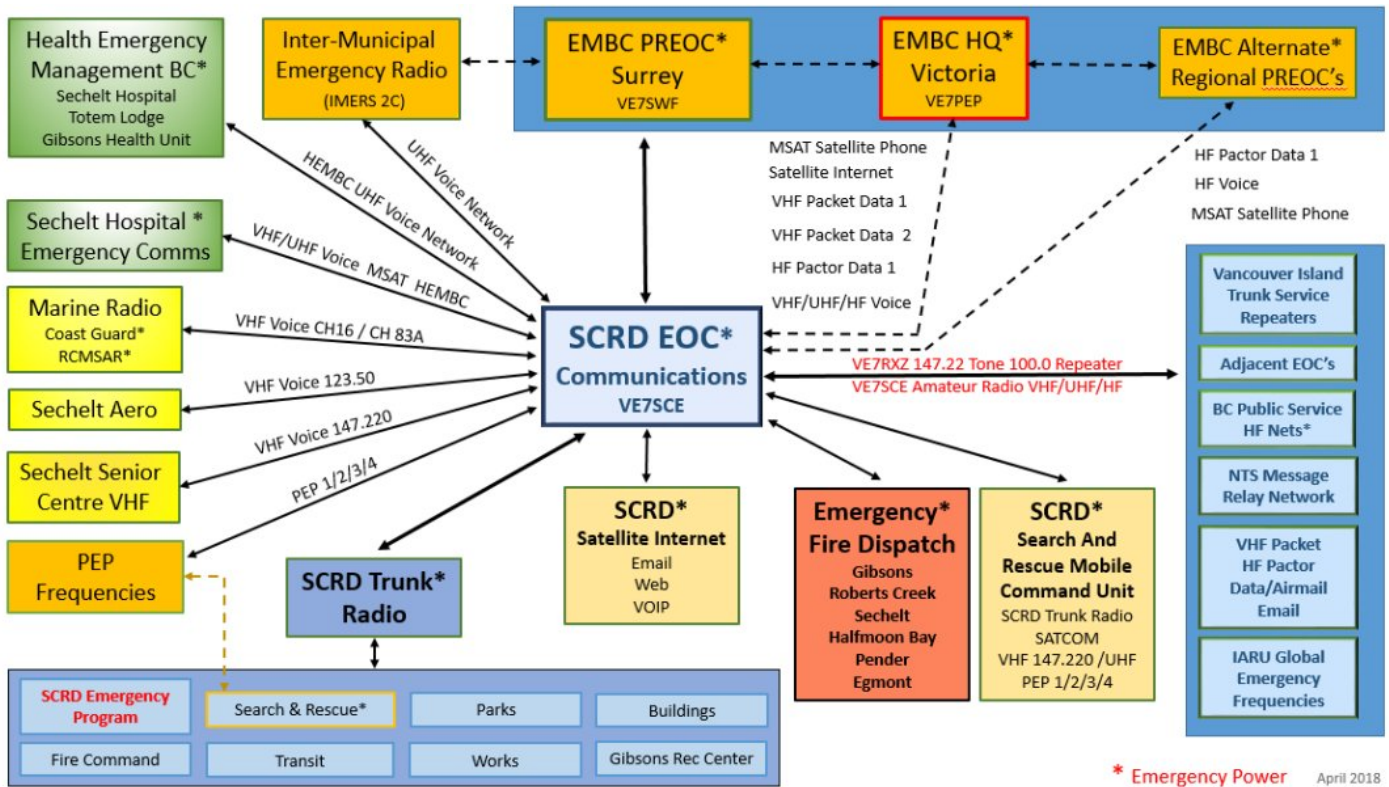 Health Emergency
Management BC*
Sechelt Hospital
Totem Lodge
Gibsons Health Unit
Inter-Municipal
Emergency Radio
(IMERS 2C)
EMBC PREOC*
Surrey
VE7SWF
EMBC HQ*
Victoria
VE7PEP
EMBC Alternate*
Regional PREOC's
UHF Voice Network
HEMBC UHF Voice Network
MSAT Satellite Phone
Satellite Internet
VHF Packet Data 1
VHF Packet Data 2
HF Pactor Data 1
VHF/UHF/HF Voice
HF Pactor Data 1
HF Voice
MSAT Satellite Phone
Sechelt Hospital *
Emergency Comms
VHF/UHF Voice MSAT HEMBC
Marine Radio
Coast Guard*
RCMSAR*
VHF Voice CH16 / CH 83A
Sechelt Aero
VHF Voice 123.50
Sechelt Senior
Centre VHF
VHF Voice 147.220
PEP
Frequencies
PEP 1/2/3/4
SCRD EOC*
Communications
VE7SCE
VE7RXZ 147.22 Tone 100.0 Repeater
VE7SCE Amateur Radio VHF/UHF/HF
Vancouver Island
Trunk Service
Repeaters
Adjacent EOC's
BC Public Service
HF Nets*
NTS Message
Relay Network
VHF Packet
HF Pactor
Data/Airmail
Email
IARU Global
Emergency
Frequencies
SCRD Trunk*
Radio
SCRD*
Satellite Internet
Email
Web
VOIP
Emergency*
Fire Dispatch
Gibsons
Roberts Creek
Sechelt
Halfmoon Bay
Pender
Egmont
SCRD*
Search And
Rescue Mobile
Command Unit
SCRD Trunk Radio
SATCOM
VHF 147.220 /UHF
PEP 1/2/3/4
SCRD Emergency
Program
Search & Rescue*
Parks
Buildings
Fire Command
Transit
Works
Gibsons Rec Center
* Emergency Power
April 2018